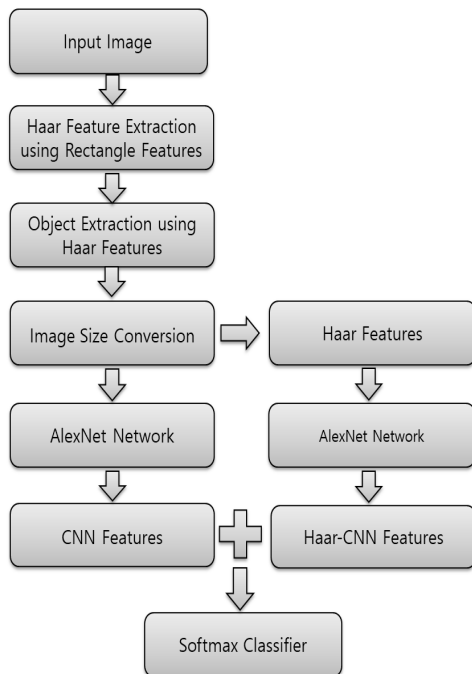 Input Image
Haar Feature Extraction
using Rectangle Features
Object Extraction using
Haar Features
Image Size Conversion
Haar Features
AlexNet Network
AlexNet Network
CNN Features
Haar-CNN Features
Softmax Classifier